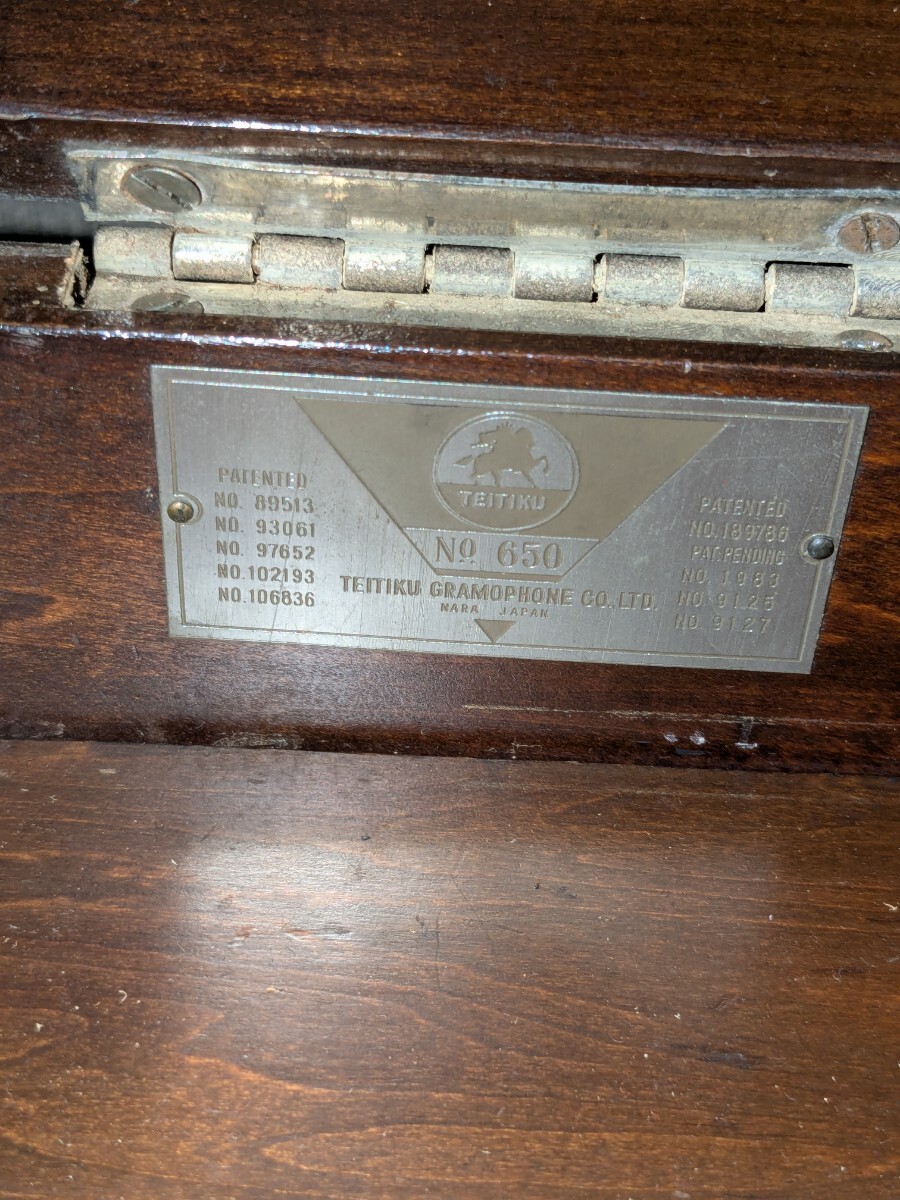 TEITIKU
Nº 650
TEITIKU GRAMOPHONE CO., LTD.
NARA JAPAN
PATENTED
NO. 89513
NO. 93061
NO. 97652
NO. 102193
NO. 106836
PATENTED
NO. 189786
PAT. PENDING
NO. 1983
NO. 9125
NO. 9127